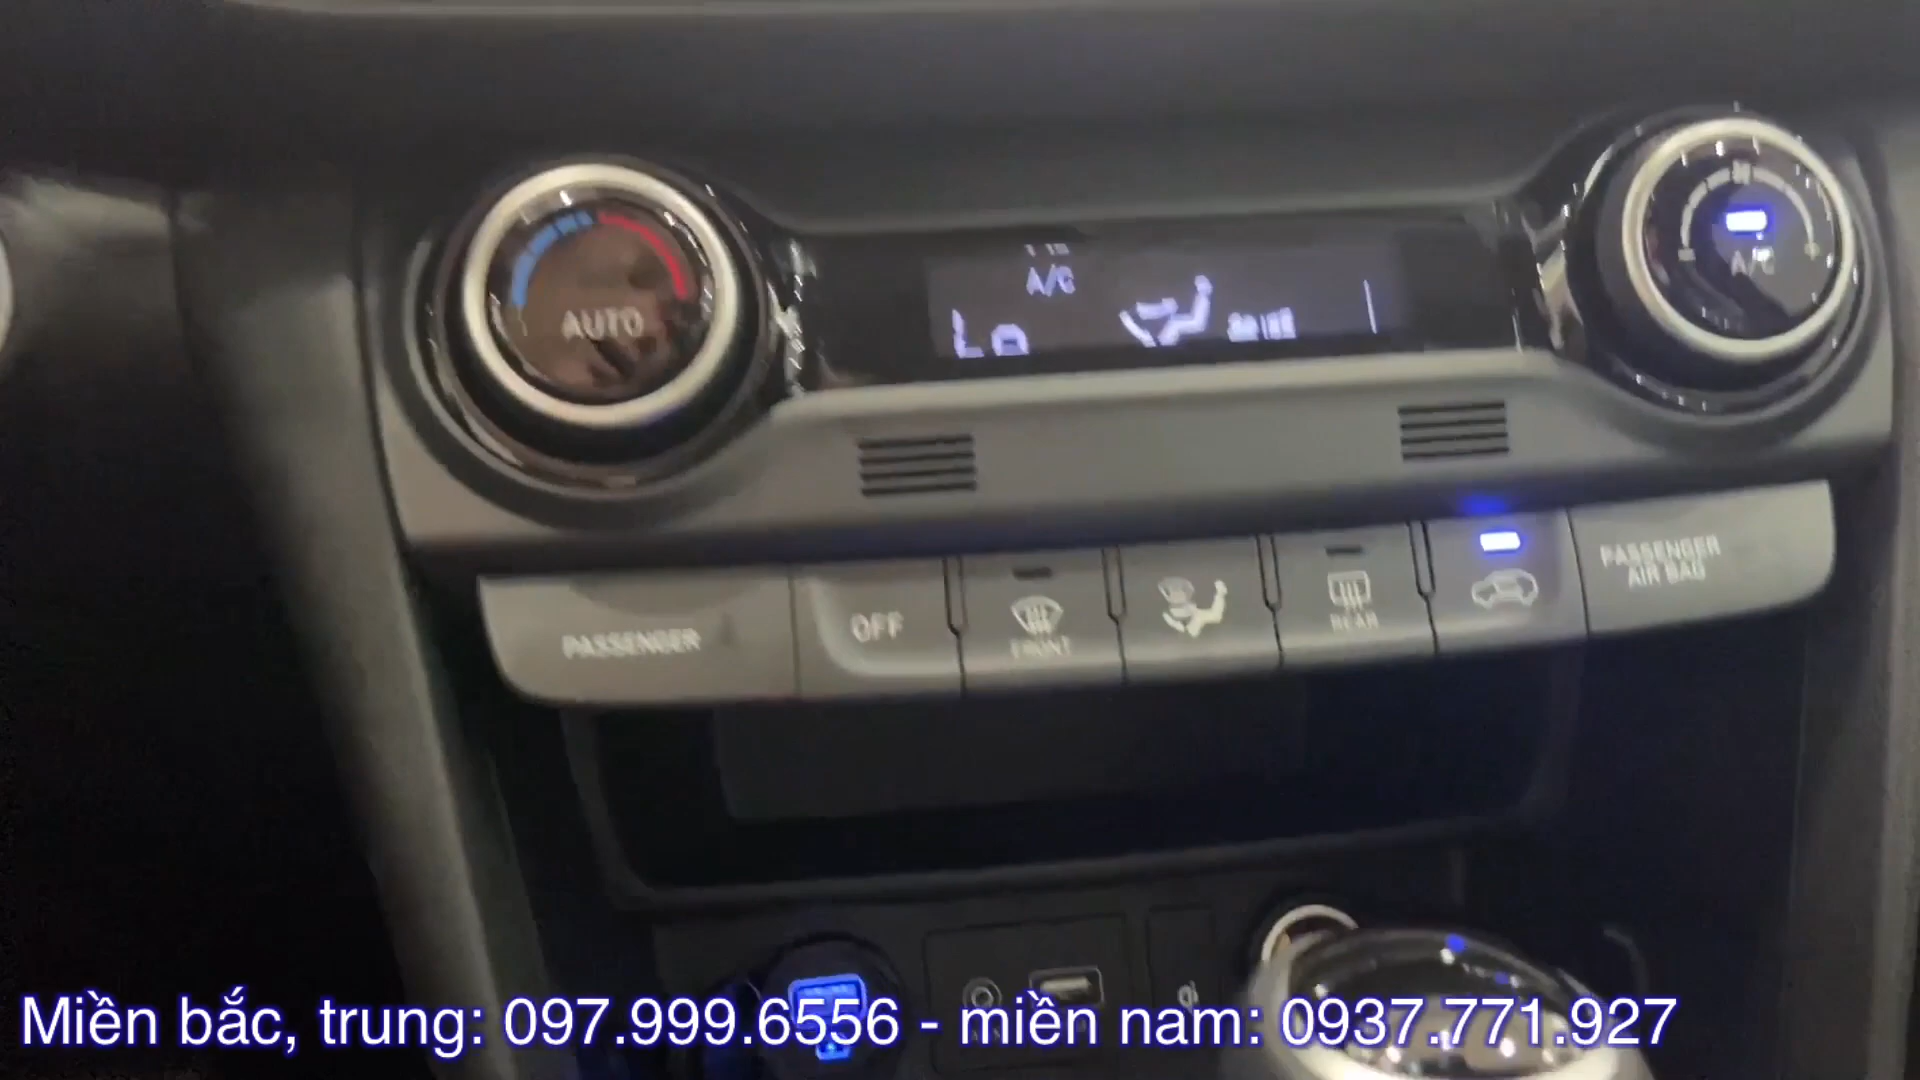 A/C
AUTO
A/C
PASSENGER
AIR BAG
PASSENGER
OFF
FRONT
REAR
Miền bắc, trung: 097.999.6556 - miền nam: 0937.771.927